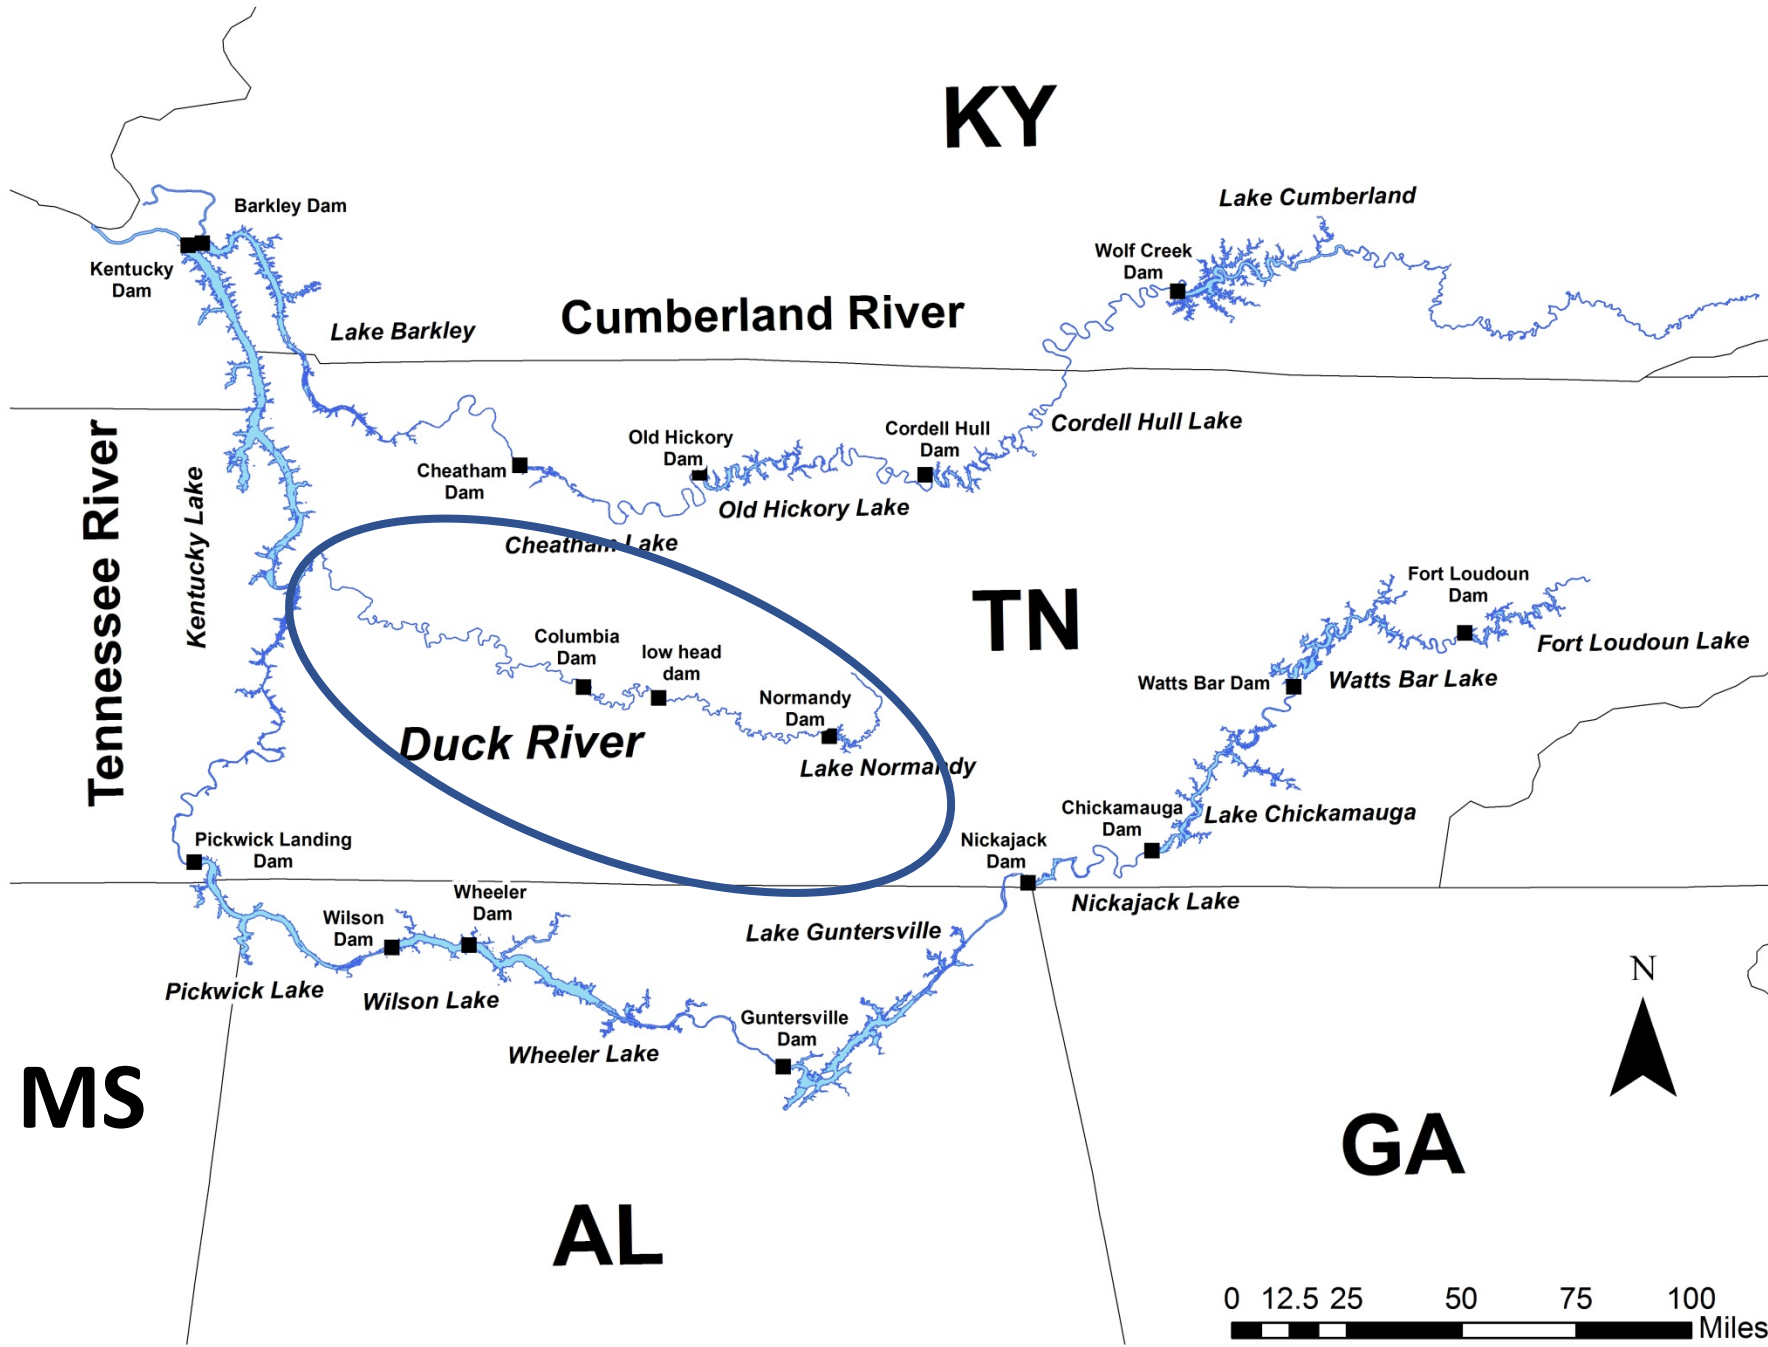 KY
Lake Cumberland
Barkley Dam
Wolf Creek
Dam
Kentucky
Dam
Cumberland River
Lake Barkley
Tennessee River
Kentucky Lake
Cheatham
Dam
Old Hickory
Dam
Cordell Hull
Dam
Cordell Hull Lake
Old Hickory Lake
Cheatham Lake
TN
Fort Loudoun
Dam
Fort Loudoun Lake
Watts Bar Dam
Watts Bar Lake
Columbia
Dam
low head
dam
Normandy
Dam
Duck River
Lake Normandy
Chickamauga
Dam
Lake Chickamauga
Pickwick Landing
Dam
Nickajack
Dam
Nickajack Lake
Wheeler
Dam
Wilson
Dam
Lake Guntersville
Pickwick Lake
Wilson Lake
Wheeler Lake
Guntersville
Dam
MS
AL
GA
N
0 12.5 25 50 75 100
Miles